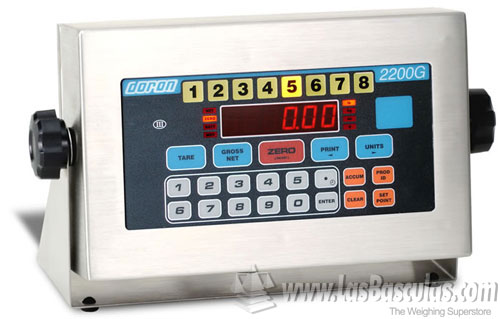 doron
2200G
1 2 3 4 5 6 7 8
ZERO
0.00
TARE
GROSS
NET
ZERO
PRINT
UNITS
1 2 3 4 5
ACCUM
PROD
ID
6 7 8 9 0
ENTER
CLEAR
SET
POINT
www.LasBasculas.com
The Weighing Superstore